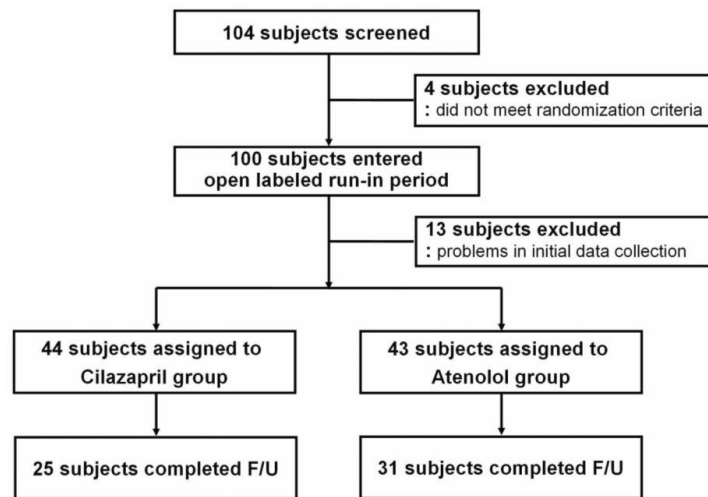 104 subjects screened
4 subjects excluded
: did not meet randomization criteria
100 subjects entered
open labeled run-in period
13 subjects excluded
: problems in initial data collection
44 subjects assigned to
Cilazapril group
43 subjects assigned to
Atenolol group
25 subjects completed F/U
31 subjects completed F/U